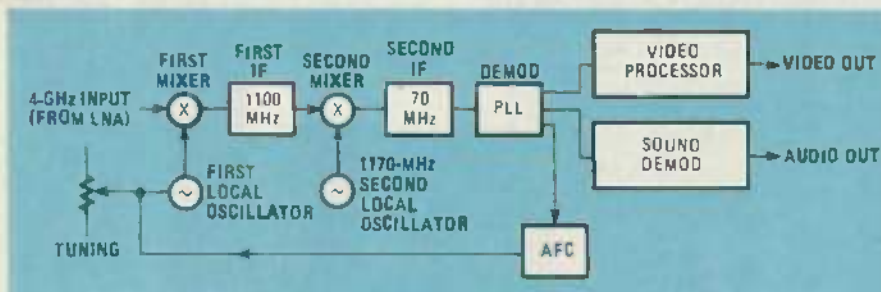 4-GHz INPUT
(FROM LNA)
FIRST
MIXER
FIRST
IF
1100
MHz
SECOND
MIXER
SECOND
IF
70
MHz
DEMOD
PLL
VIDEO
PROCESSOR
VIDEO OUT
SOUND
DEMOD
AUDIO OUT
X
X
~
FIRST
LOCAL
OSCILLATOR
~
1170-MHz
SECOND
LOCAL
OSCILLATOR
TUNING
AFC